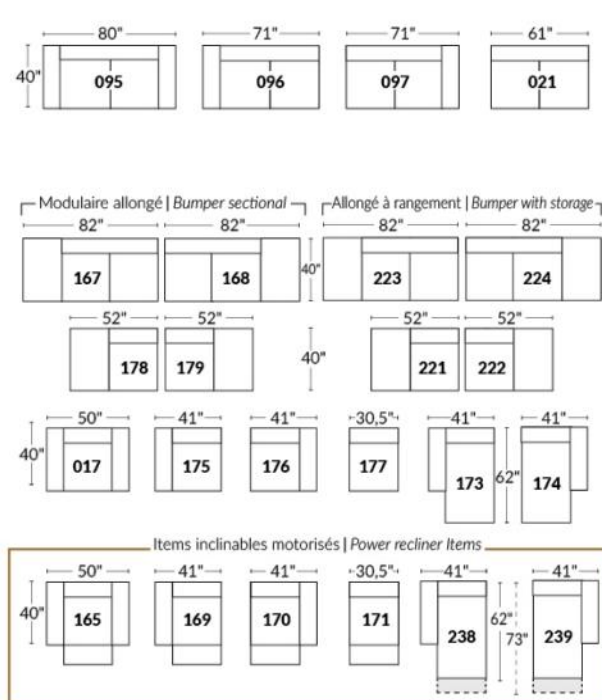 80" 71" 71" 61"
40" 095 096 097 021
Modulaire allongé | Bumper sectional Allongé à rangement | Bumper with storage
82" 82" 82" 82"
167 168 40" 223 224
52" 52" 52" 52"
178 179 40" 221 222
50" 41" 41" 30,5" 41" 41"
40" 017 175 176 177 173 62" 174
Items inclinables motorisés | Power recliner Items
50" 41" 41" 30,5" 41" 41"
40" 165 169 170 171 238 62" 73" 239